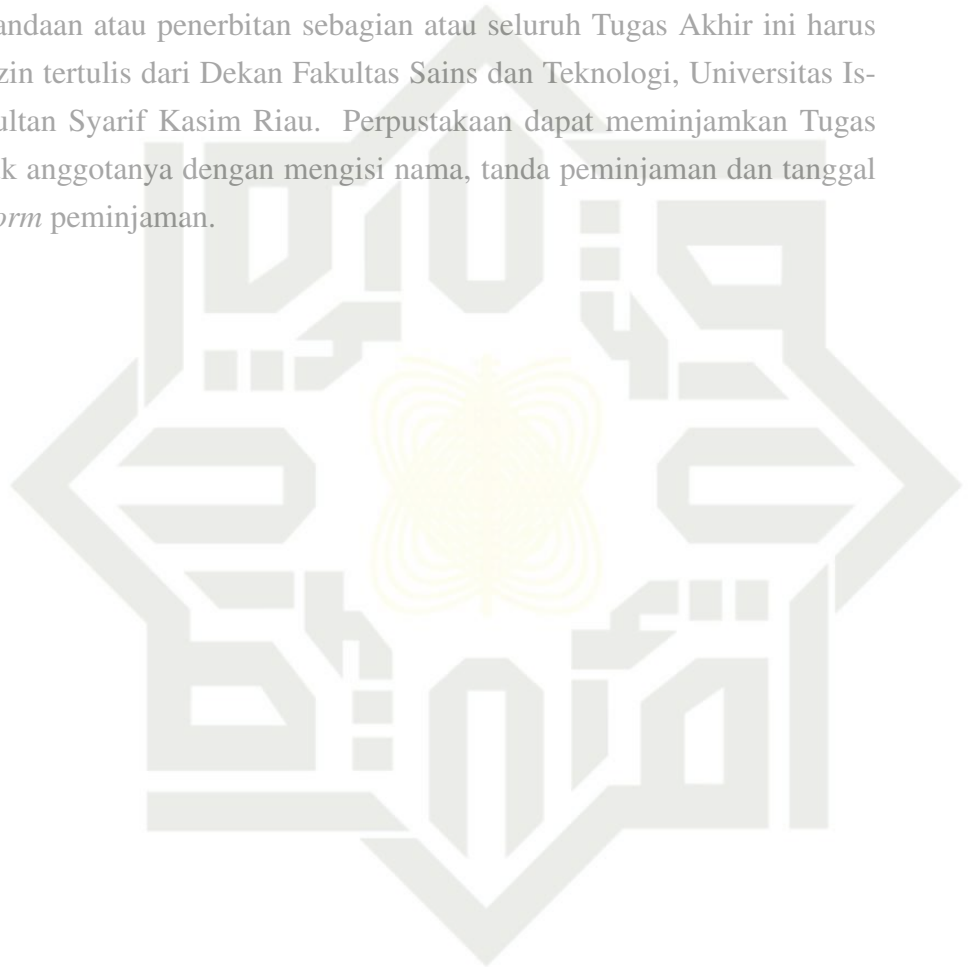 andaan atau penerbitan sebagian atau seluruh Tugas Akhir ini harus
zin tertulis dari Dekan Fakultas Sains dan Teknologi, Universitas Is-
ultan Syarif Kasim Riau. Perpustakaan dapat meminjamkan Tugas
k anggotanya dengan mengisi nama, tanda peminjaman dan tanggal
orm peminjaman.